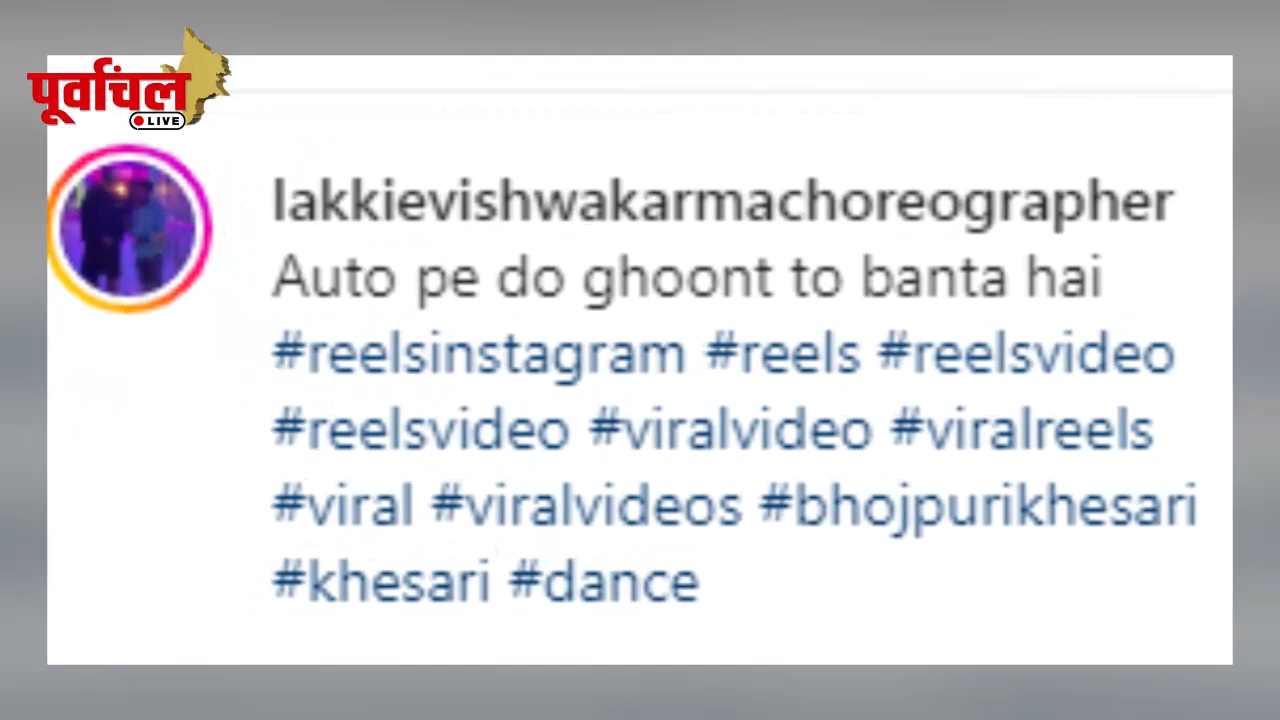 पूर्वांचल
LIVE
lakkievishwakarmachoreographer
Auto pe do ghoont to banta hai
#reelsinstagram #reels #reelsvideo
#reelsvideo #viralvideo #viralreels
#viral #viralvideos #bhojpurikhesari
#khesari #dance